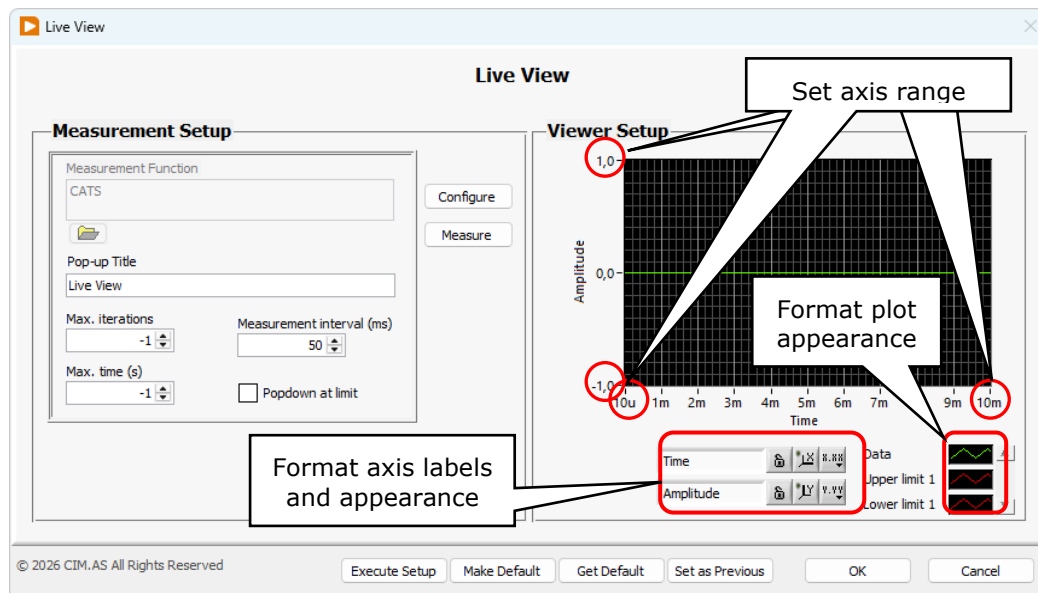 Live View
Live View
Set axis range
Measurement Setup
Viewer Setup
Measurement Function
CATS
Configure
Measure
Pop-up Title
Live View
Max. iterations
Measurement interval (ms)
-1
50
Max. time (s)
-1
Popdown at limit
1,0
Amplitude
0,0
-1,0
Format plot
appearance
10u 1m 2m 3m 4m 5m 6m 7m 9m 10m
Time
Format axis labels
and appearance
Time
X.XX
Amplitude
Y.YY
Data
Upper limit 1
Lower limit 1
© 2026 CIM.AS All Rights Reserved
Execute Setup
Make Default
Get Default
Set as Previous
OK
Cancel